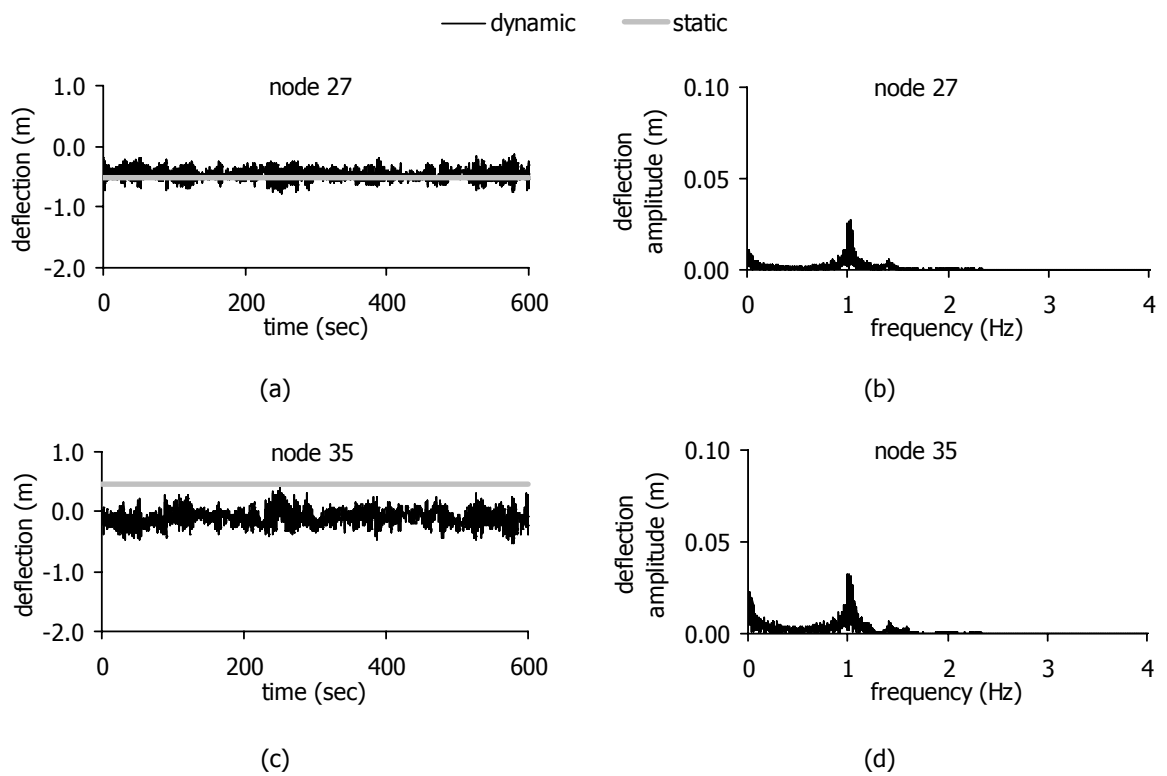 dynamic static
node 27
1.0
0.0
-1.0
-2.0
deflection (m)
0 200 400 600
time (sec)
(a)
node 27
0.10
0.05
0.00
deflection
amplitude (m)
0 1 2 3 4
frequency (Hz)
(b)
node 35
1.0
0.0
-1.0
-2.0
deflection (m)
0 200 400 600
time (sec)
(c)
node 35
0.10
0.05
0.00
deflection
amplitude (m)
0 1 2 3 4
frequency (Hz)
(d)